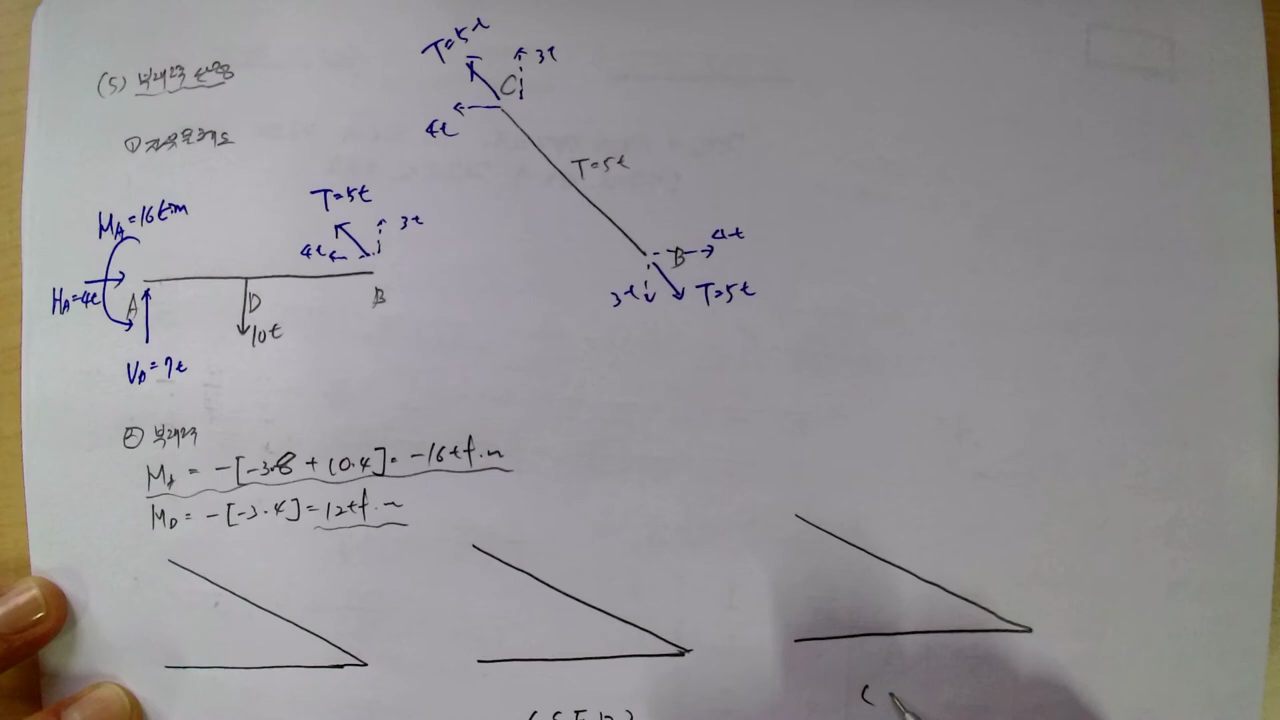 (5) 부재력 산정
① 자유물체도
T=5t
3t
C
4t
T=5t
B
4t
3t
T=5t
M_A=16t·m
T=5t
3t
4t
H_A=4t
A
D
B
10t
V_A=7t
② 부재력
M_A = -[-3·8 + 10·4] = -16tf·m
M_D = -[-3·4] = 12tf·m